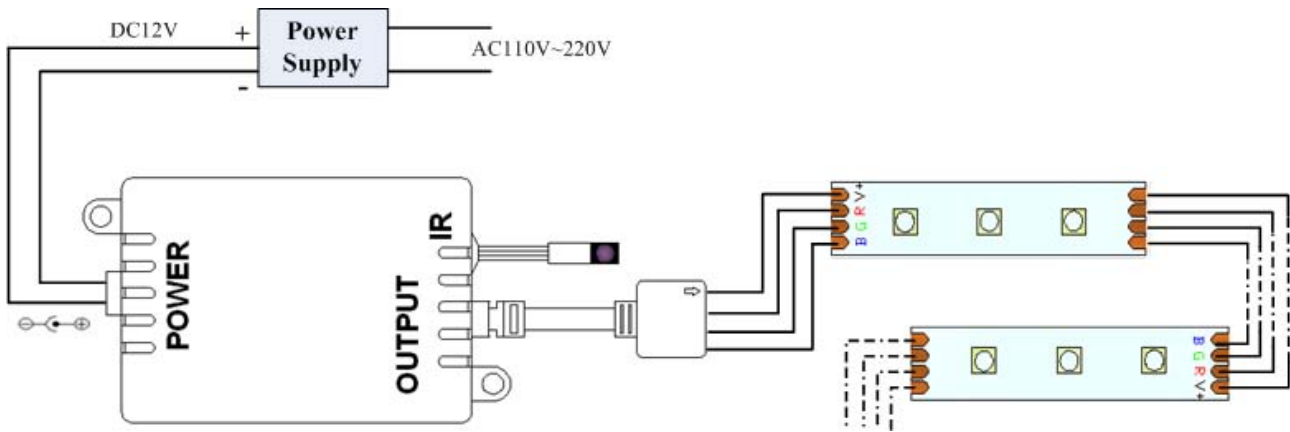 DC12V
+
-
Power
Supply
AC110V~220V
POWER
IR
OUTPUT
V+
R
G
B
B
G
R
V+